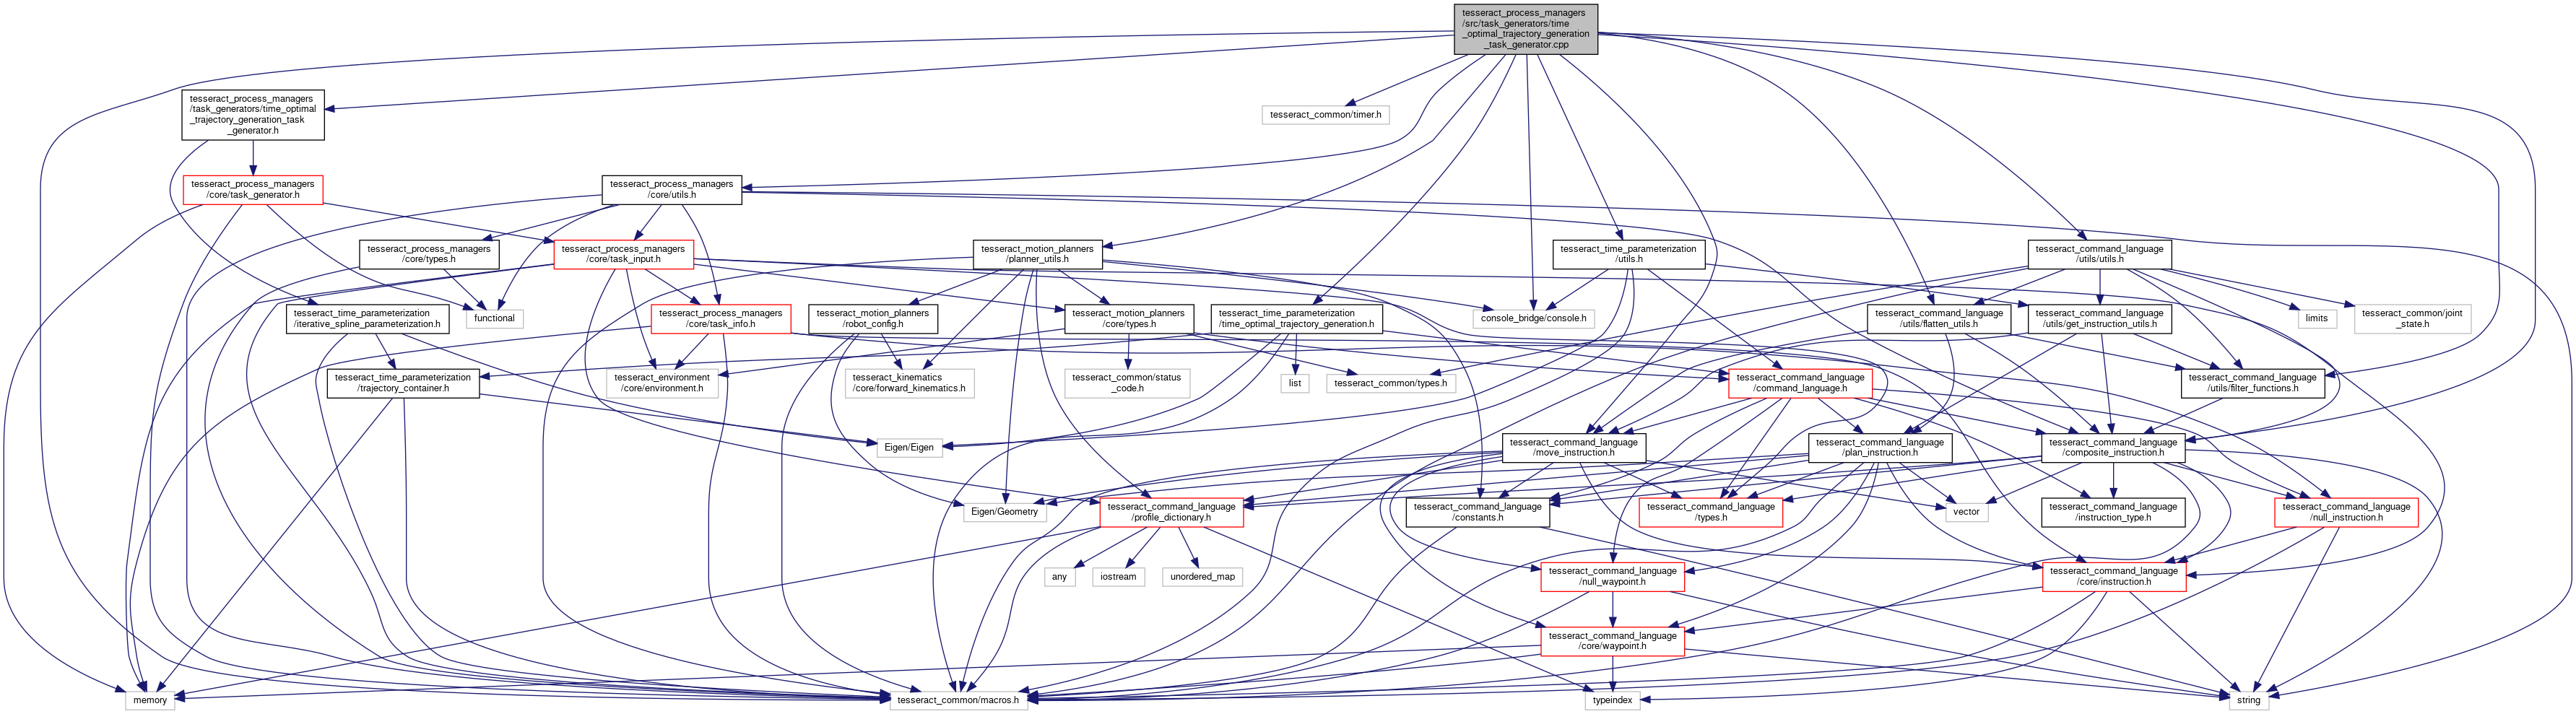 tesseract_process_managers
/src/task_generators/time
_optimal_trajectory_generation
_task_generator.cpp
tesseract_process_managers
/task_generators/time_optimal
_trajectory_generation_task
_generator.h
tesseract_common/timer.h
tesseract_process_managers
/core/task_generator.h
tesseract_process_managers
/core/utils.h
tesseract_process_managers
/core/types.h
tesseract_process_managers
/core/task_input.h
tesseract_motion_planners
/planner_utils.h
tesseract_time_parameterization
/utils.h
tesseract_command_language
/utils/utils.h
tesseract_time_parameterization
/iterative_spline_parameterization.h
functional
tesseract_process_managers
/core/task_info.h
tesseract_motion_planners
/robot_config.h
tesseract_motion_planners
/core/types.h
tesseract_time_parameterization
/time_optimal_trajectory_generation.h
console_bridge/console.h
tesseract_command_language
/utils/flatten_utils.h
tesseract_command_language
/utils/get_instruction_utils.h
limits
tesseract_common/joint
_state.h
tesseract_time_parameterization
/trajectory_container.h
tesseract_environment
/core/environment.h
tesseract_kinematics
/core/forward_kinematics.h
tesseract_common/status
_code.h
list
tesseract_common/types.h
tesseract_command_language
/command_language.h
tesseract_command_language
/utils/filter_functions.h
Eigen/Eigen
tesseract_command_language
/move_instruction.h
tesseract_command_language
/plan_instruction.h
tesseract_command_language
/composite_instruction.h
Eigen/Geometry
tesseract_command_language
/profile_dictionary.h
tesseract_command_language
/constants.h
tesseract_command_language
/types.h
vector
tesseract_command_language
/instruction_type.h
tesseract_command_language
/null_instruction.h
any
iostream
unordered_map
tesseract_command_language
/null_waypoint.h
tesseract_command_language
/core/instruction.h
tesseract_command_language
/core/waypoint.h
memory
tesseract_common/macros.h
typeindex
string